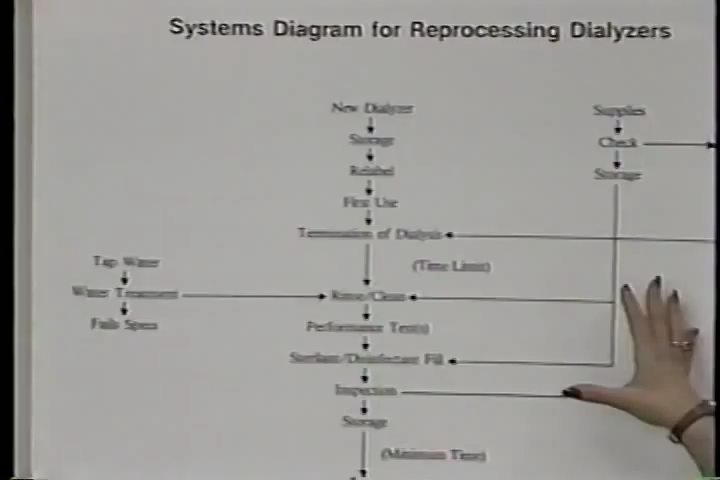 Systems Diagram for Reprocessing Dialyzers
New Dialyzer
Storage
Relabel
First Use
Termination of Dialysis
(Time Limit)
Rinse/Clean
Performance Test(s)
Sterilant/Disinfectant Fill
Inspection
Storage
(Minimum Time)
Supplies
Check
Storage
Tap Water
Water Treatment
Fails Specs